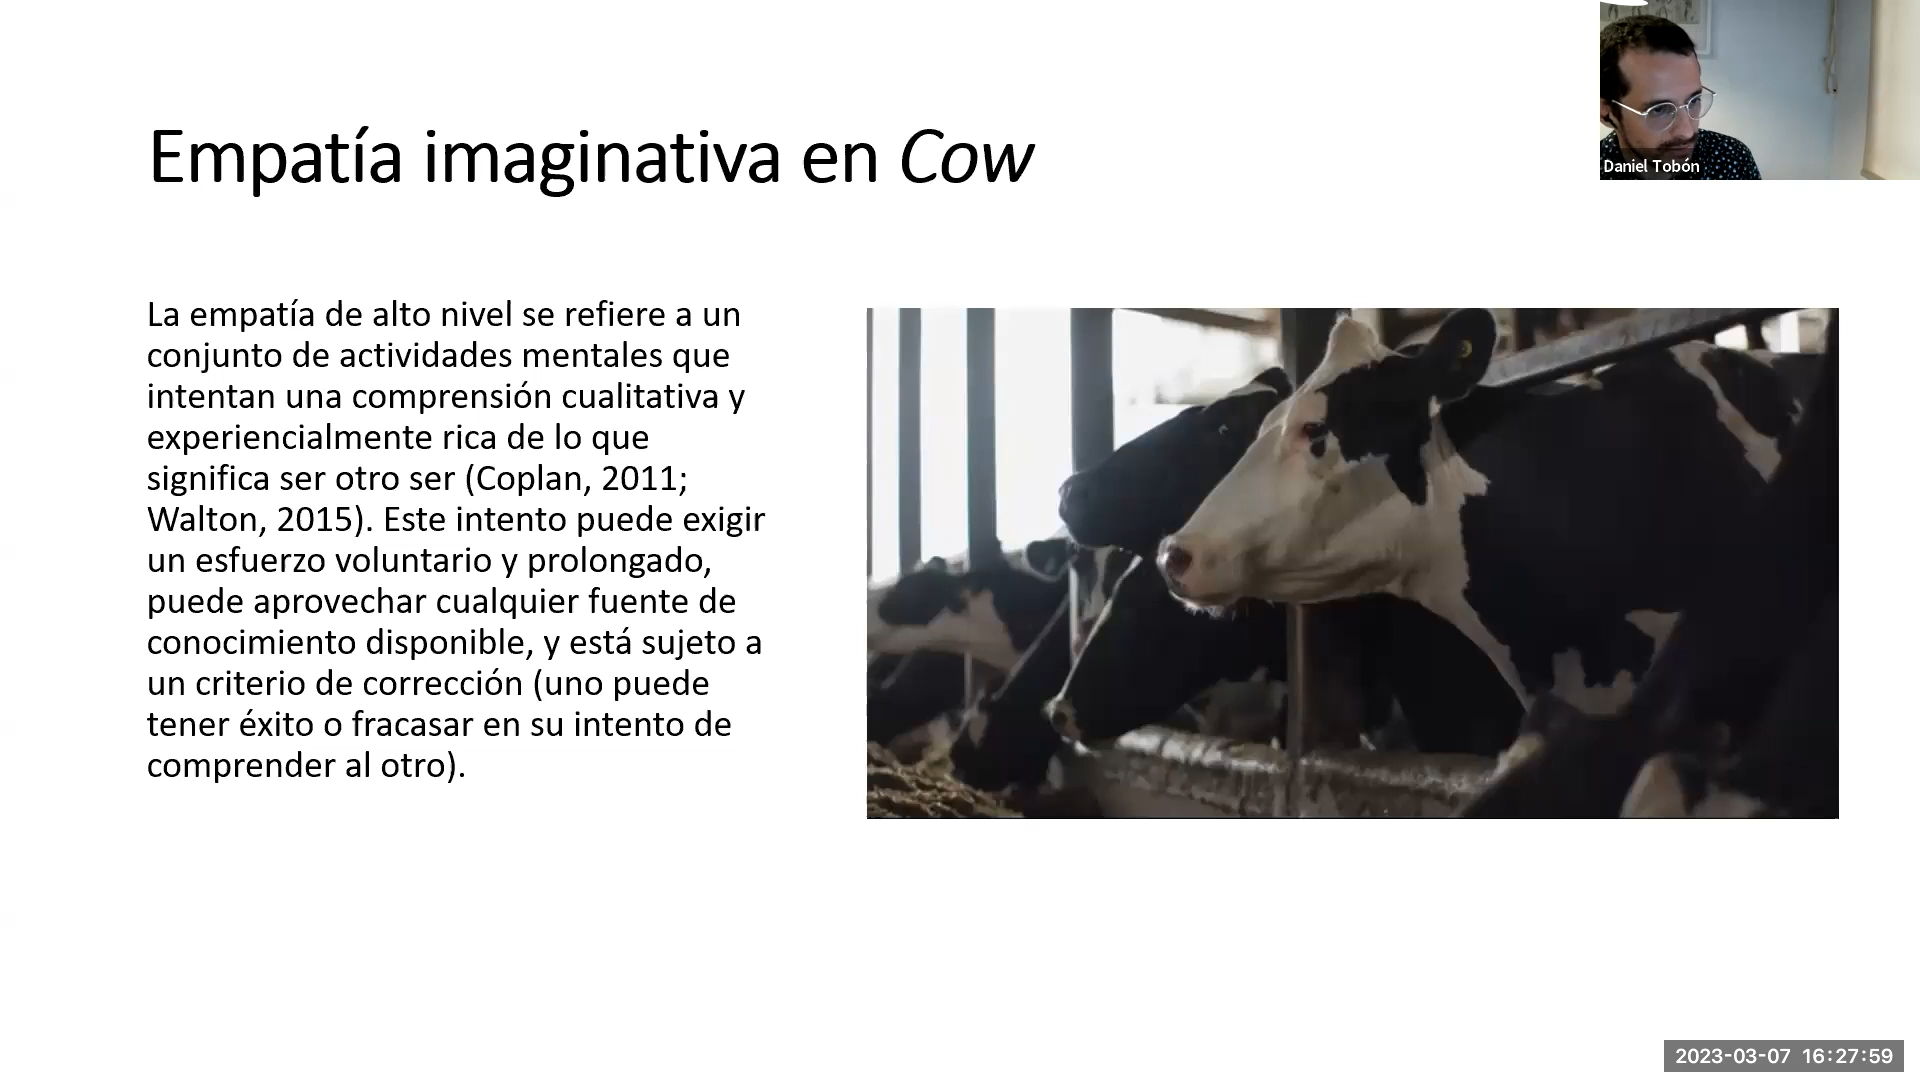 Empatía imaginativa en Cow
Daniel Tobón
La empatía de alto nivel se refiere a un
conjunto de actividades mentales que
intentan una comprensión cualitativa y
experiencialmente rica de lo que
significa ser otro ser (Coplan, 2011;
Walton, 2015). Este intento puede exigir
un esfuerzo voluntario y prolongado,
puede aprovechar cualquier fuente de
conocimiento disponible, y está sujeto a
un criterio de corrección (uno puede
tener éxito o fracasar en su intento de
comprender al otro).
2023-03-07 16:27:59